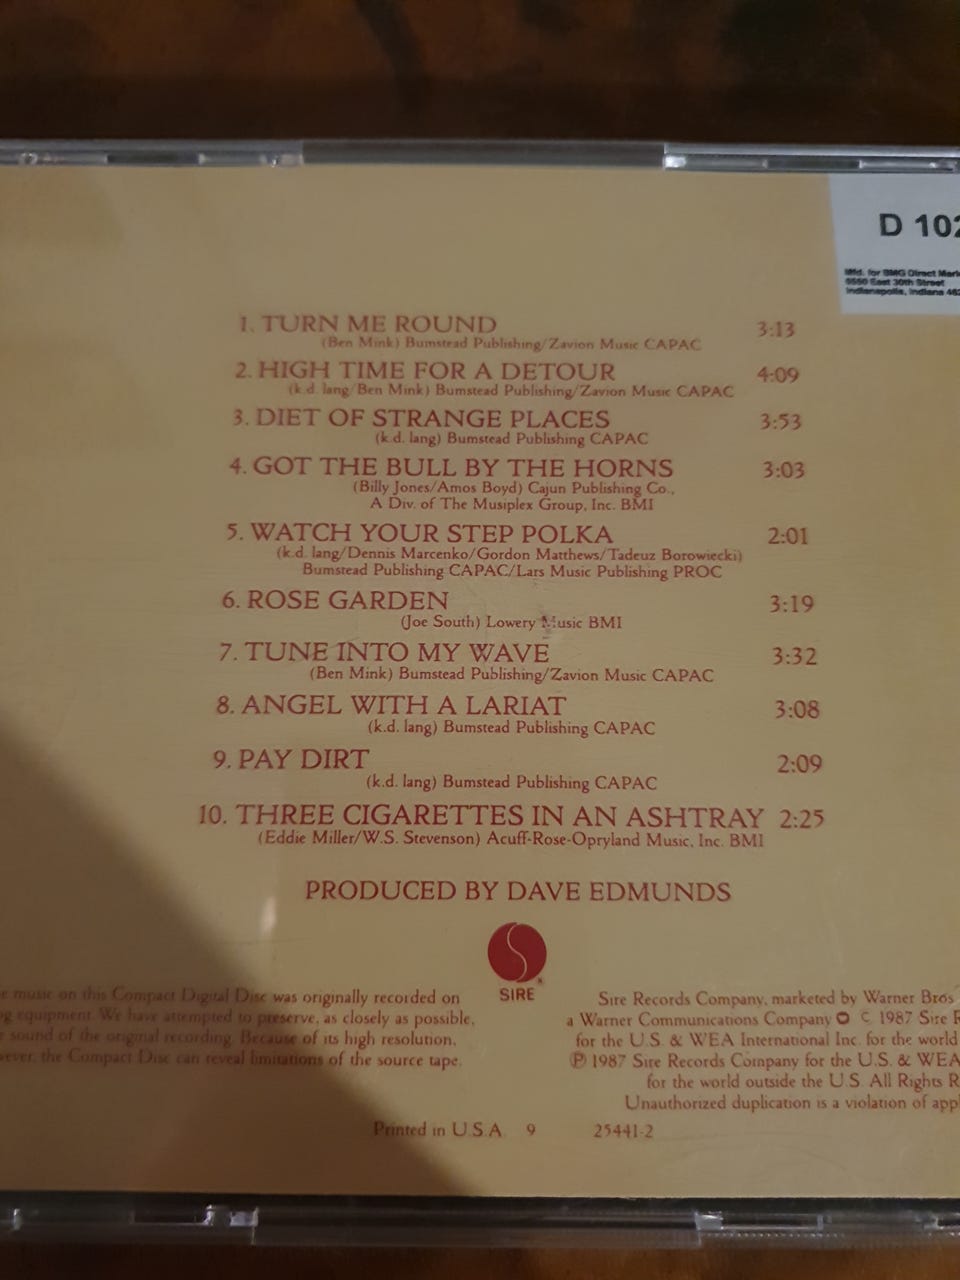 D 102
Mfd. for BMG Direct
6550 East 30th Street
Indianapolis, Indiana
1. TURN ME ROUND 3:13
(Ben Mink) Bumstead Publishing/Zavion Music CAPAC
2. HIGH TIME FOR A DETOUR 4:09
(k.d. lang/Ben Mink) Bumstead Publishing/Zavion Music CAPAC
3. DIET OF STRANGE PLACES 3:53
(k.d. lang) Bumstead Publishing CAPAC
4. GOT THE BULL BY THE HORNS 3:03
(Billy Jones/Amos Boyd) Cajun Publishing Co.,
A Div. of The Musiplex Group, Inc. BMI
5. WATCH YOUR STEP POLKA 2:01
(k.d. lang/Dennis Marcenko/Gordon Matthews/Tadeuz Borowiecki)
Bumstead Publishing CAPAC/Lars Music Publishing PROC
6. ROSE GARDEN 3:19
(Joe South) Lowery Music BMI
7. TUNE INTO MY WAVE 3:32
(Ben Mink) Bumstead Publishing/Zavion Music CAPAC
8. ANGEL WITH A LARIAT 3:08
(k.d. lang) Bumstead Publishing CAPAC
9. PAY DIRT 2:09
(k.d. lang) Bumstead Publishing CAPAC
10. THREE CIGARETTES IN AN ASHTRAY 2:25
(Eddie Miller/W.S. Stevenson) Acuff-Rose-Opryland Music, Inc. BMI
PRODUCED BY DAVE EDMUNDS
SIRE
music on this Compact Digital Disc was originally recorded on
equipment. We have attempted to preserve, as closely as possible,
sound of the original recording. Because of its high resolution,
the Compact Disc can reveal limitations of the source tape.
Sire Records Company, marketed by Warner Bros
a Warner Communications Company © 1987 Sire
for the U.S. & WEA International Inc. for the world
℗ 1987 Sire Records Company for the U.S. & WEA
for the world outside the U.S. All Rights
Unauthorized duplication is a violation of
Printed in U.S.A. 9 25441-2